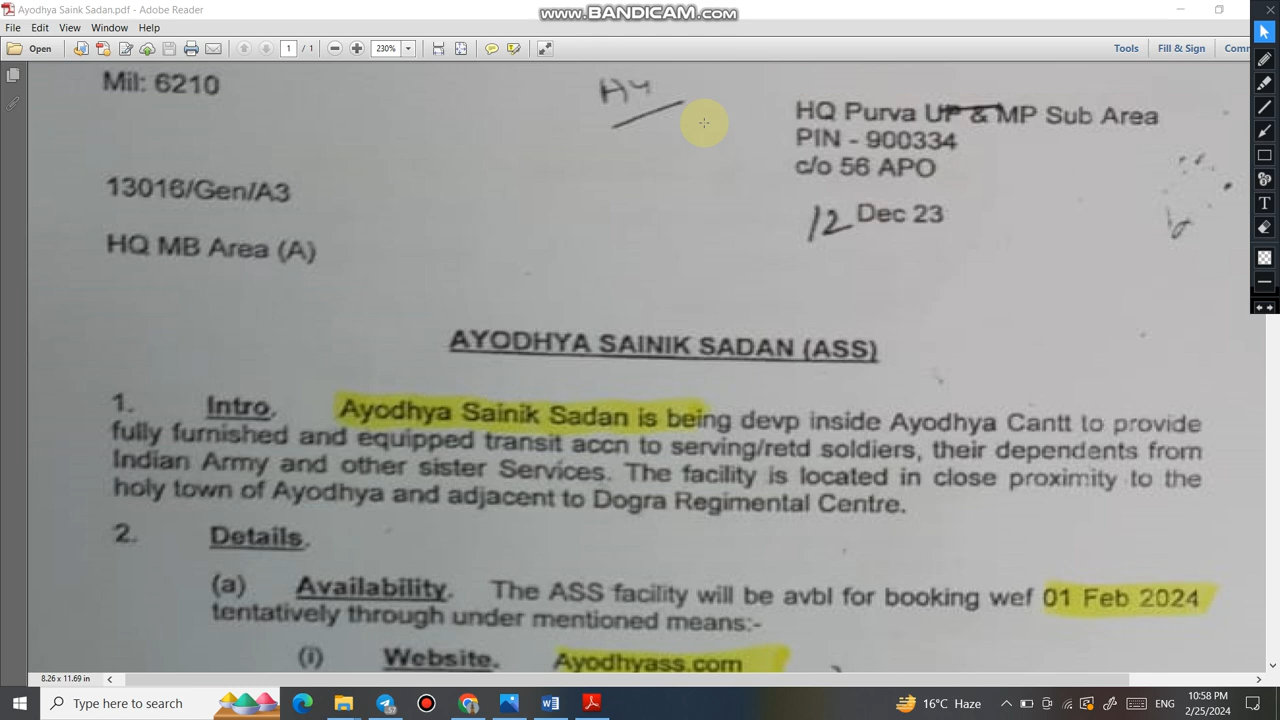 Ayodhya Saink Sadan.pdf - Adobe Reader
www.BANDICAM.com
File Edit View Window Help
Open
1 / 1
230%
Tools Fill & Sign
Mil: 6210
HQ Purva UP & MP Sub Area
PIN - 900334
c/o 56 APO
13016/Gen/A3
12 Dec 23
HQ MB Area (A)
AYODHYA SAINIK SADAN (ASS)
1. Intro. Ayodhya Sainik Sadan is being devp inside Ayodhya Cantt to provide
fully furnished and equipped transit accn to serving/retd soldiers, their dependents from
Indian Army and other sister Services. The facility is located in close proximity to the
holy town of Ayodhya and adjacent to Dogra Regimental Centre.
2. Details.
(a) Availability. The ASS facility will be avbl for booking wef 01 Feb 2024
tentatively through under mentioned means:-
(i) Website. Ayodhyass.com
8.26 x 11.69 in
Type here to search
16°C Haze
ENG
10:58 PM
2/25/2024